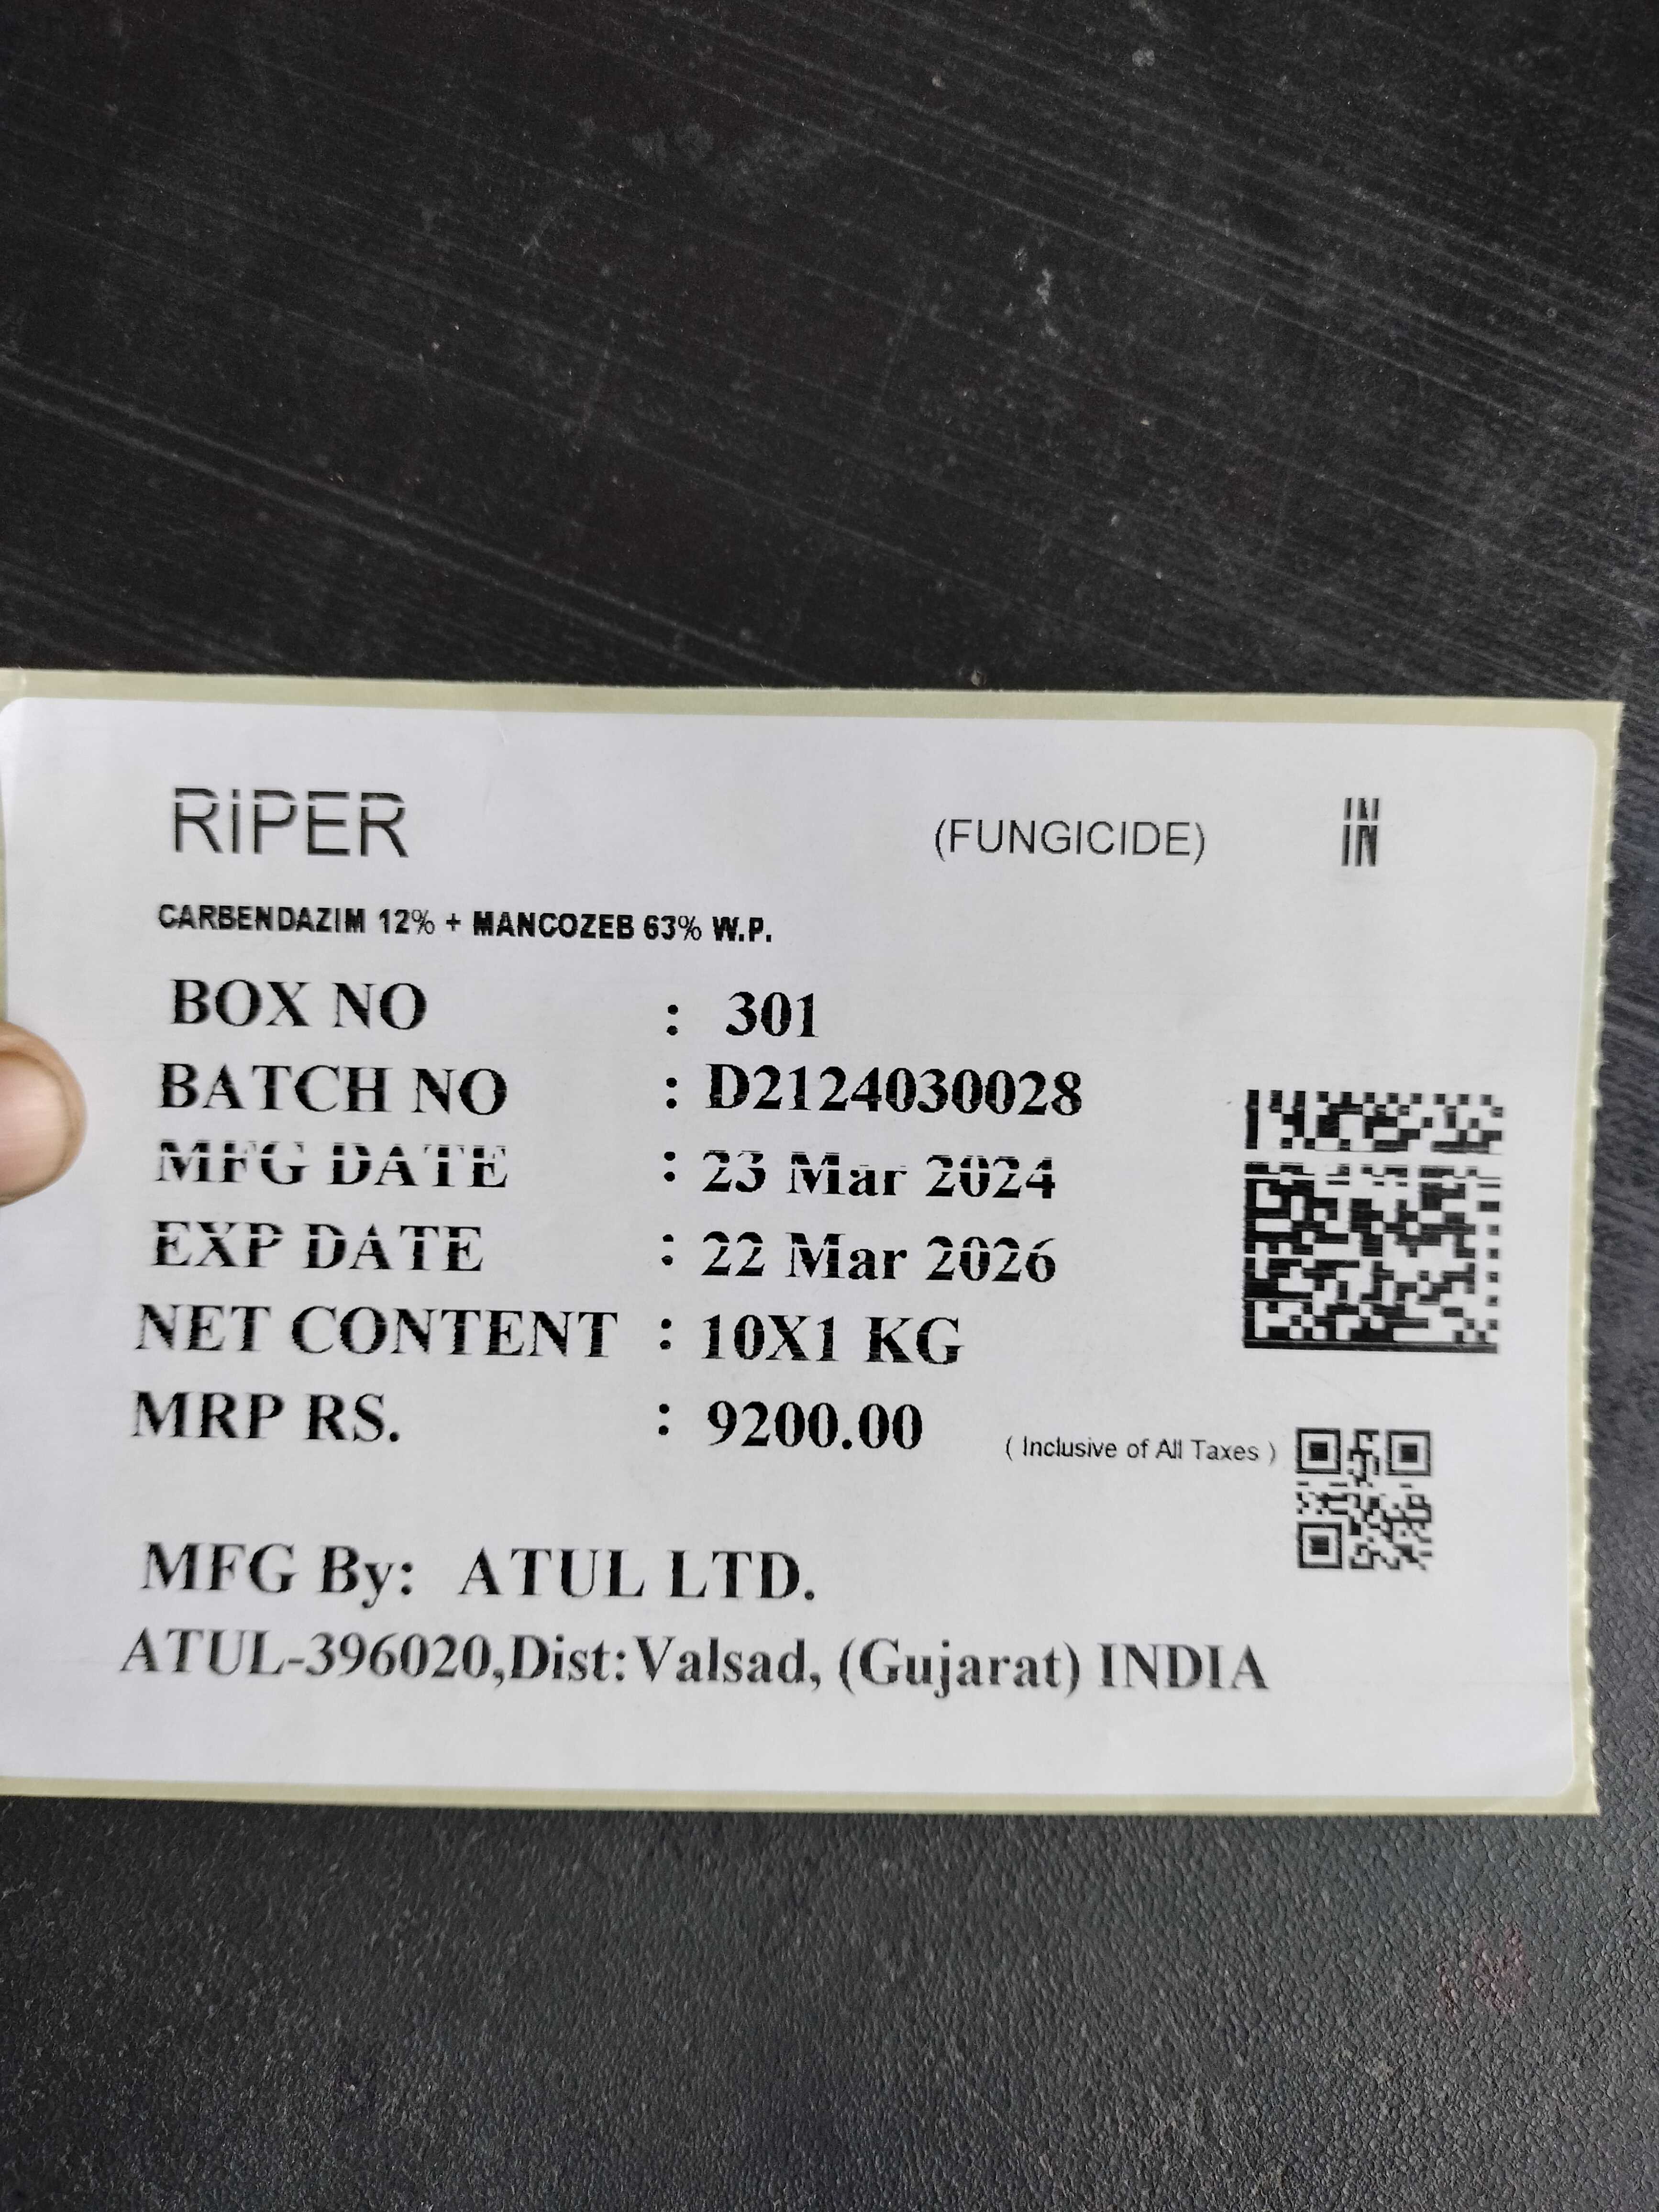 RiPER (FUNGICIDE) IN
CARBENDAZIM 12% + MANCOZEB 63% W.P.
BOX NO : 301
BATCH NO : D2124030028
MFG DATE : 23 Mar 2024
EXP DATE : 22 Mar 2026
NET CONTENT : 10X1 KG
MRP RS. : 9200.00 ( Inclusive of All Taxes )
MFG By: ATUL LTD.
ATUL-396020,Dist:Valsad, (Gujarat) INDIA